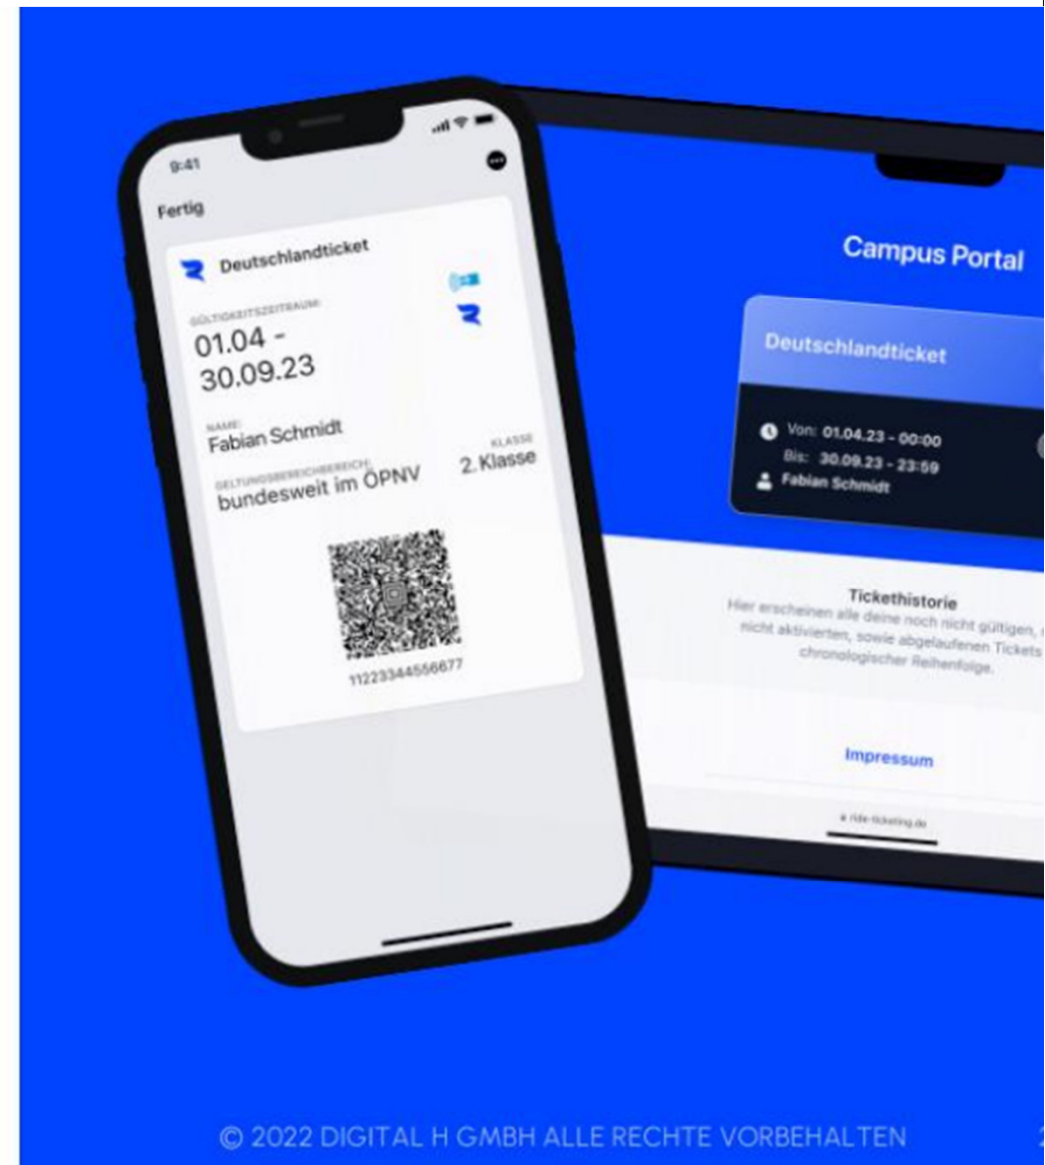 9:41
Fertig
Deutschlandticket
GÜLTIGKEITSZEITRAUM:
01.04 -
30.09.23
NAME:
Fabian Schmidt
GELTUNGSBEREICHBEREICH:
KLASSE
bundesweit im ÖPNV
2. Klasse
11223344556677
Campus Portal
Deutschlandticket
Von: 01.04.23 - 00:00
Bis: 30.09.23 - 23:59
Fabian Schmidt
Tickethistorie
Hier erscheinen alle deine noch nicht gültigen,
nicht aktivierten, sowie abgelaufenen Tickets
chronologischer Reihenfolge.
Impressum
ride-ticketing.de
© 2022 DIGITAL H GMBH ALLE RECHTE VORBEHALTEN